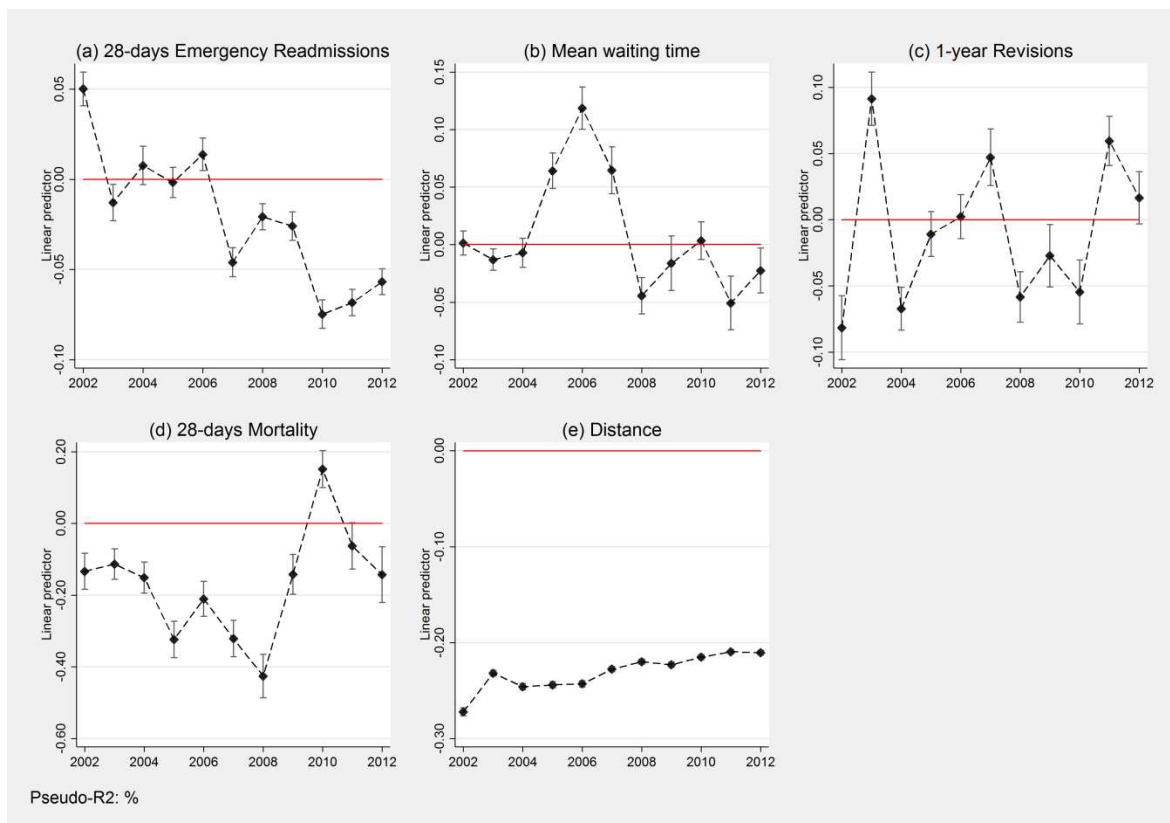 (a) 28-days Emergency Readmissions
Linear predictor
0.05
0.00
-0.05
-0.10
2002 2004 2006 2008 2010 2012
(b) Mean waiting time
Linear predictor
0.15
0.10
0.05
0.00
-0.05
-0.10
2002 2004 2006 2008 2010 2012
(c) 1-year Revisions
Linear predictor
0.10
0.05
0.00
-0.05
-0.10
2002 2004 2006 2008 2010 2012
(d) 28-days Mortality
Linear predictor
0.20
0.00
-0.20
-0.40
-0.60
2002 2004 2006 2008 2010 2012
(e) Distance
Linear predictor
0.00
-0.10
-0.20
-0.30
2002 2004 2006 2008 2010 2012
Pseudo-R2: %